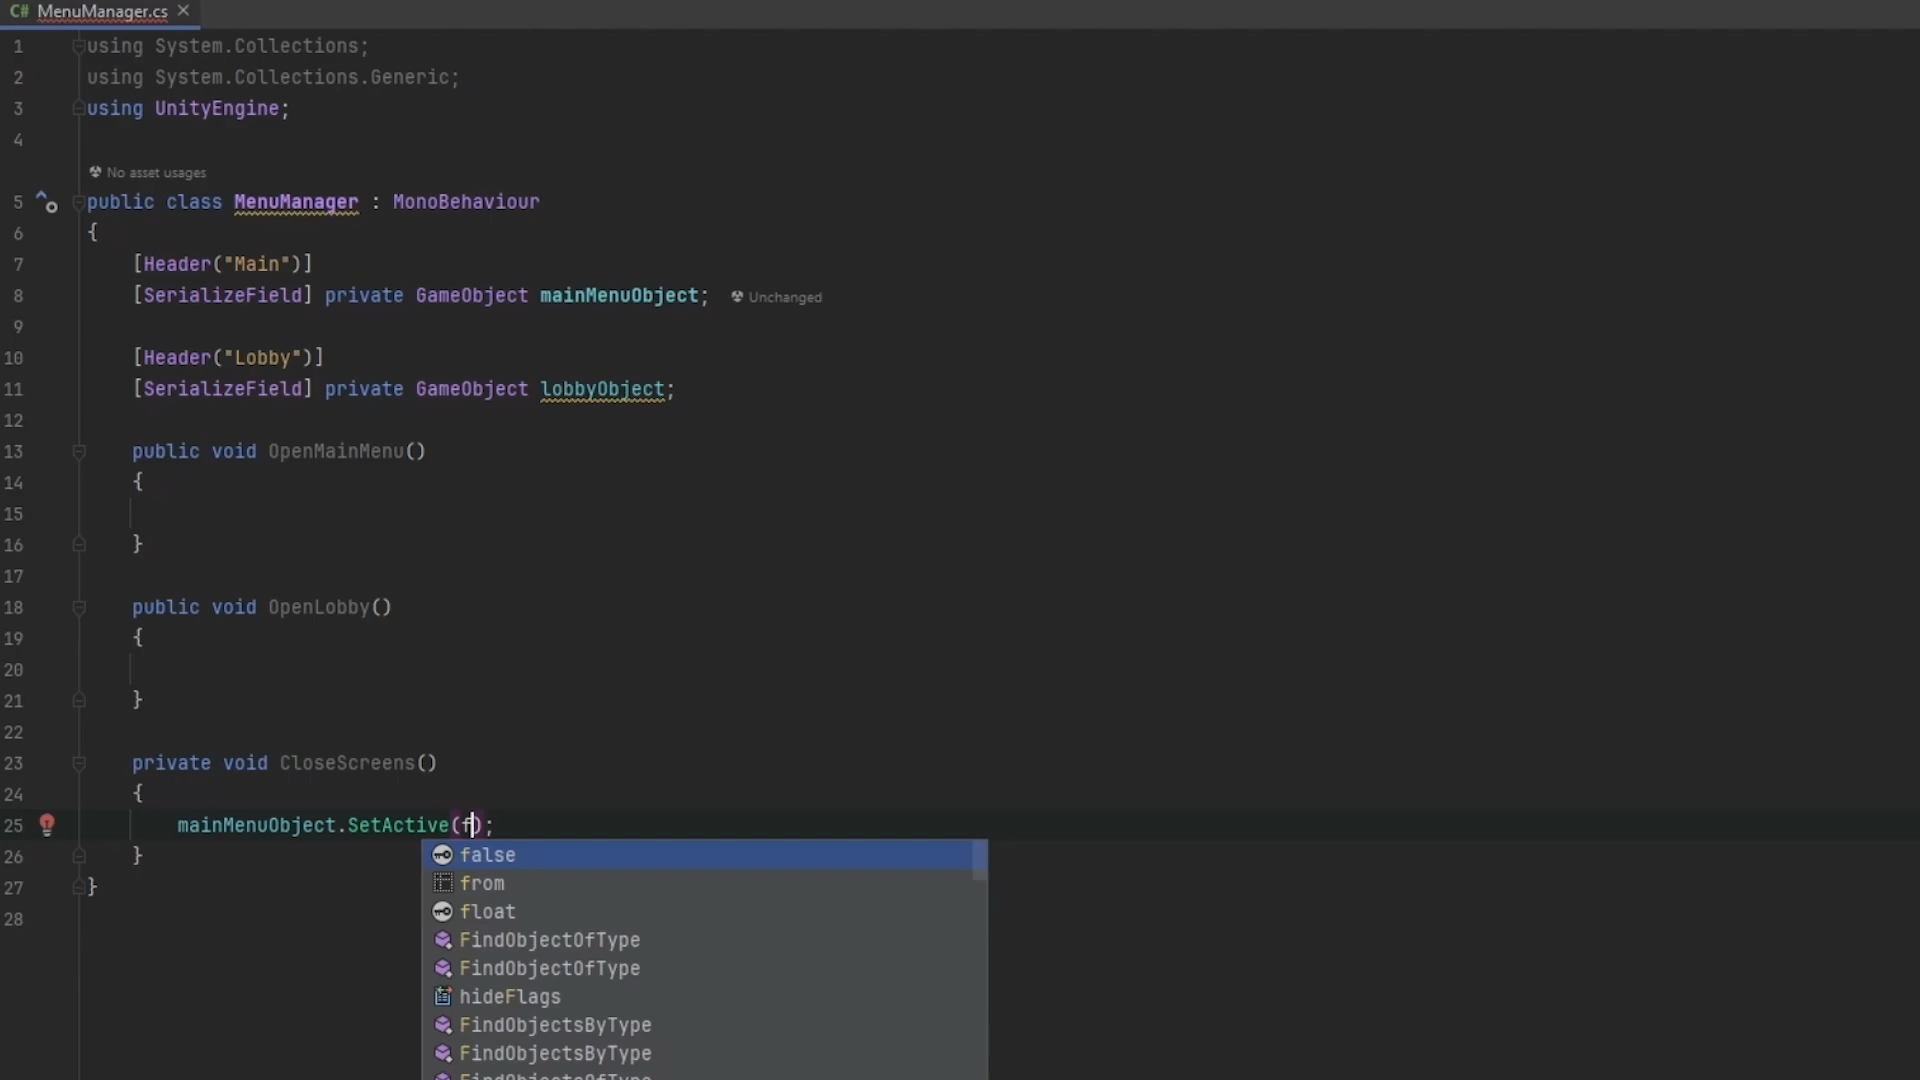 C# MenuManager.cs ×
1 using System.Collections;
2 using System.Collections.Generic;
3 using UnityEngine;
4
No asset usages
5 public class MenuManager : MonoBehaviour
6 {
7 [Header("Main")]
8 [SerializeField] private GameObject mainMenuObject; Unchanged
9
10 [Header("Lobby")]
11 [SerializeField] private GameObject lobbyObject;
12
13 public void OpenMainMenu()
14 {
15
16 }
17
18 public void OpenLobby()
19 {
20
21 }
22
23 private void CloseScreens()
24 {
25 mainMenuObject.SetActive(f);
26 }
27 }
28
false
from
float
FindObjectOfType
FindObjectOfType
hideFlags
FindObjectsByType
FindObjectsByType